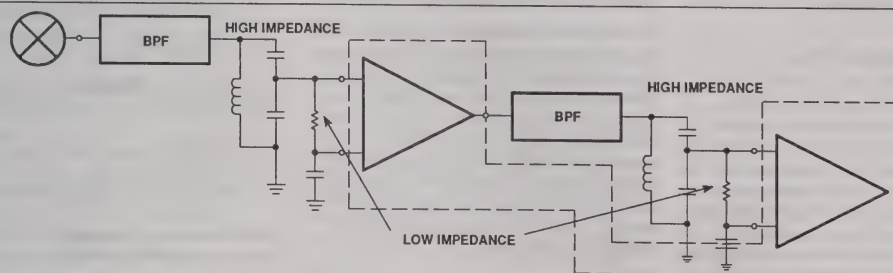 HIGH IMPEDANCE
BPF
HIGH IMPEDANCE
BPF
LOW IMPEDANCE